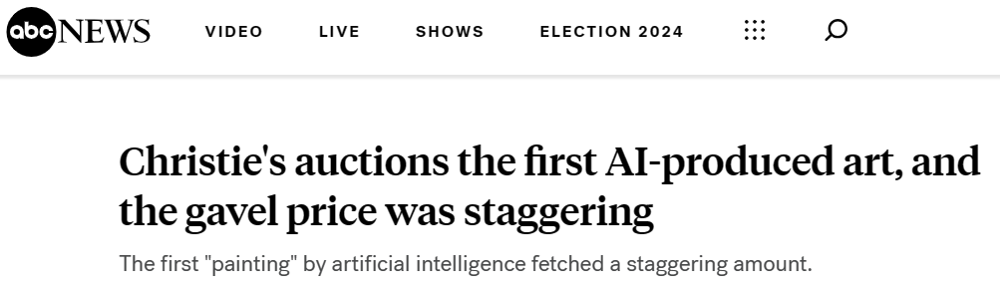 abc NEWS VIDEO LIVE SHOWS ELECTION 2024
Christie's auctions the first AI-produced art, and
the gavel price was staggering
The first "painting" by artificial intelligence fetched a staggering amount.